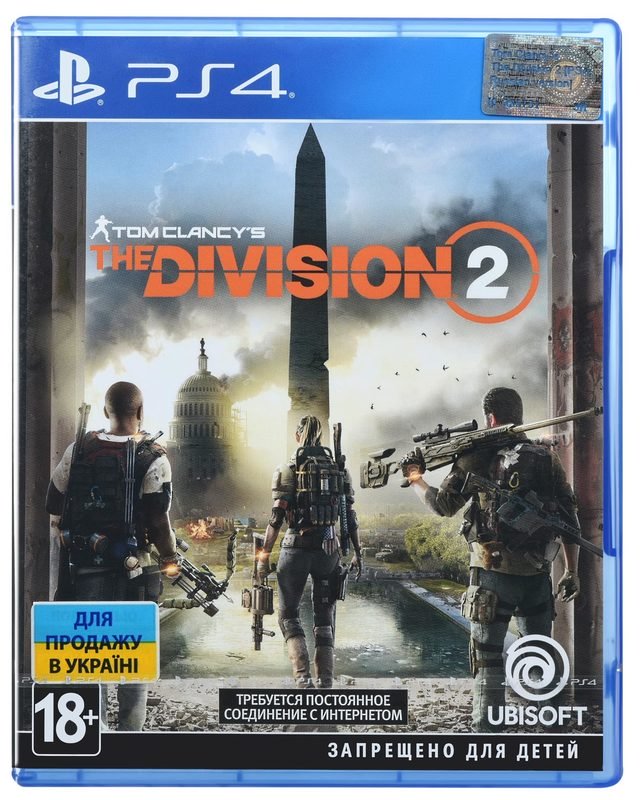 PS4
TOM CLANCY'S
THE DIVISION 2
ДЛЯ
ПРОДАЖУ
В УКРАЇНІ
18+
ТРЕБУЕТСЯ ПОСТОЯННОЕ
СОЕДИНЕНИЕ С ИНТЕРНЕТОМ
UBISOFT
ЗАПРЕЩЕНО ДЛЯ ДЕТЕЙ